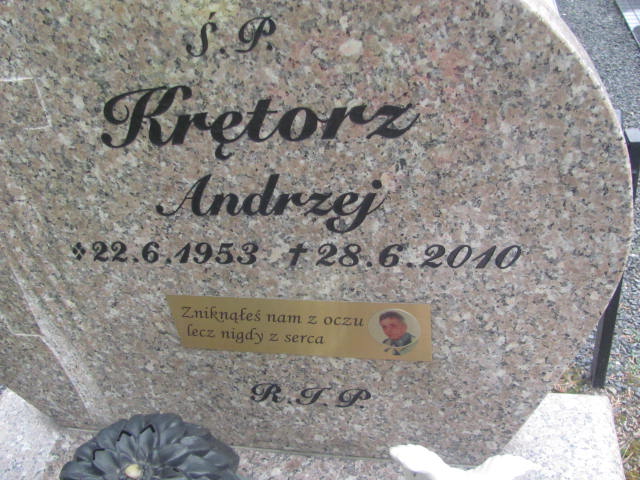 Ś.P.
Krętorz
Andrzej
*22.6.1953 †28.6.2010
Zniknąłeś nam z oczu
lecz nigdy z serca
R.I.P.